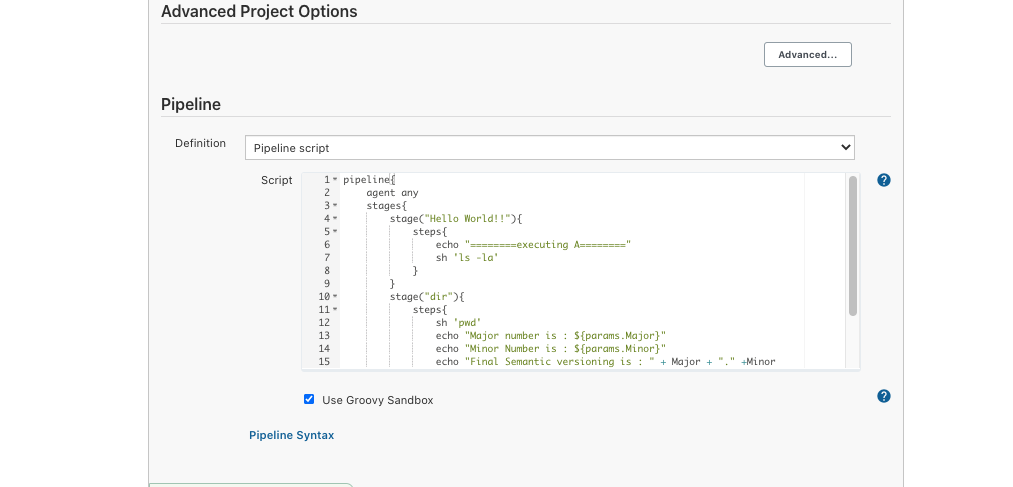 Advanced Project Options
Advanced...
Pipeline
Definition
Pipeline script
Script
?
1 pipeline{
2 agent any
3 stages{
4 stage("Hello World!!"){
5 steps{
6 echo "========executing A========"
7 sh 'ls -la'
8 }
9 }
10 stage("dir"){
11 steps{
12 sh 'pwd'
13 echo "Major number is : ${params.Major}"
14 echo "Minor Number is : ${params.Minor}"
15 echo "Final Semantic versioning is : " + Major + "." +Minor
Use Groovy Sandbox
?
Pipeline Syntax